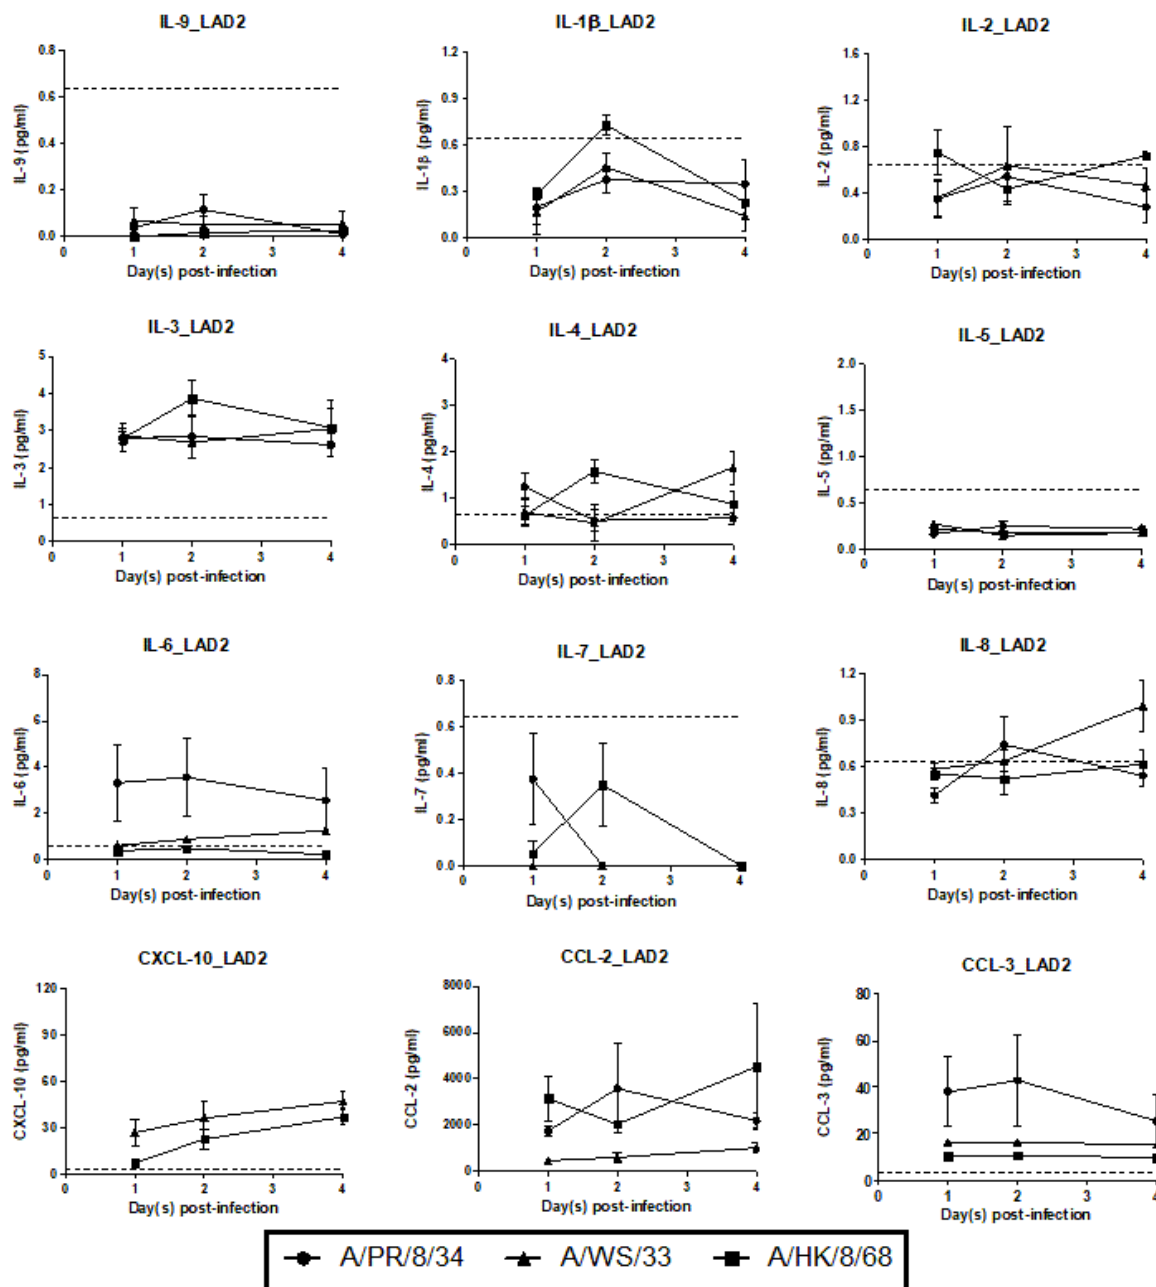 IL-9_LAD2
IL-9 (pg/ml)
0.8
0.6
0.4
0.2
0.0
0 1 2 3 4
Day(s) post-infection
IL-1β_LAD2
IL-1β (pg/ml)
1.2
0.9
0.6
0.3
0.0
0 1 2 3 4
Day(s) post-infection
IL-2_LAD2
IL-2 (pg/ml)
1.6
1.2
0.8
0.4
0.0
0 1 2 3 4
Day(s) post-infection
IL-3_LAD2
IL-3 (pg/ml)
5
4
3
2
1
0
0 1 2 3 4
Day(s) post-infection
IL-4_LAD2
IL-4 (pg/ml)
4
3
2
1
0
0 1 2 3 4
Day(s) post-infection
IL-5_LAD2
IL-5 (pg/ml)
2.0
1.5
1.0
0.5
0.0
0 1 2 3 4
Day(s) post-infection
IL-6_LAD2
IL-6 (pg/ml)
8
6
4
2
0
0 1 2 3 4
Day(s) post-infection
IL-7_LAD2
IL-7 (pg/ml)
0.8
0.6
0.4
0.2
0.0
0 1 2 3 4
Day(s) post-infection
IL-8_LAD2
IL-8 (pg/ml)
1.2
0.9
0.6
0.3
0.0
0 1 2 3 4
Day(s) post-infection
CXCL-10_LAD2
CXCL-10 (pg/ml)
120
90
60
30
0
0 1 2 3 4
Day(s) post-infection
CCL-2_LAD2
CCL-2 (pg/ml)
8000
6000
4000
2000
0
0 1 2 3 4
Day(s) post-infection
CCL-3_LAD2
CCL-3 (pg/ml)
80
60
40
20
0
0 1 2 3 4
Day(s) post-infection
A/PR/8/34 A/WS/33 A/HK/8/68